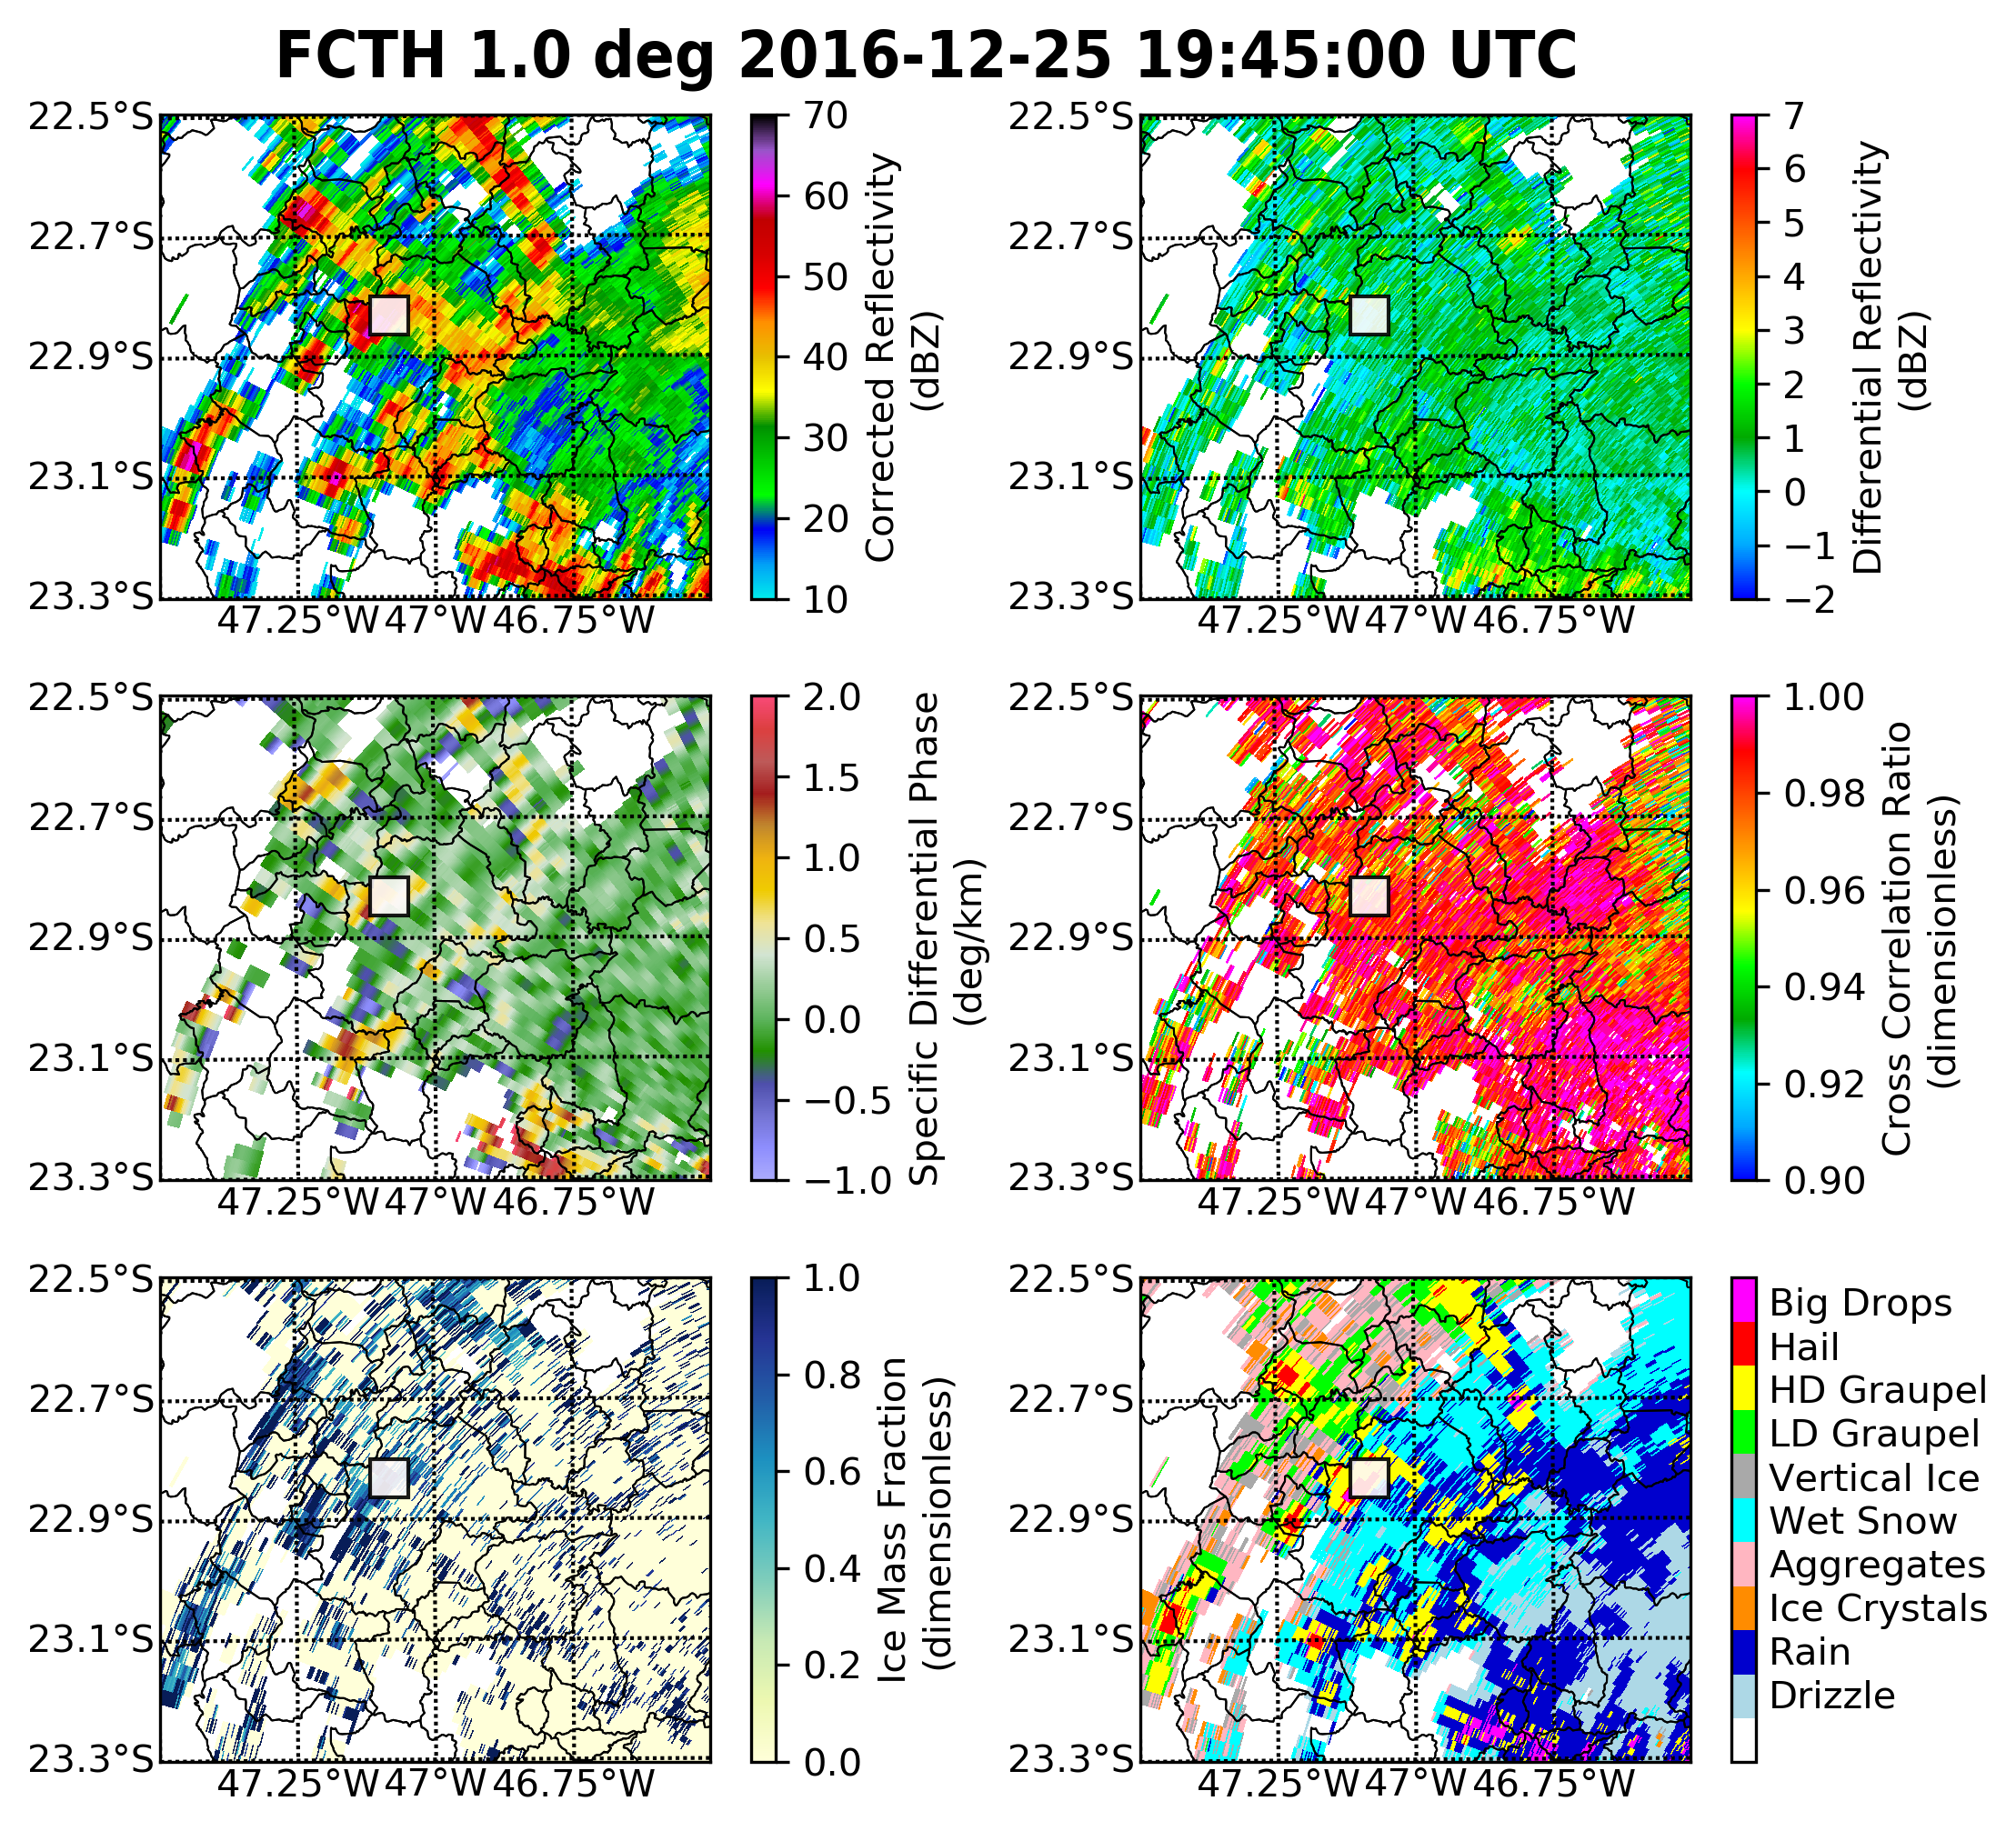 FCTH 1.0 deg 2016-12-25 19:45:00 UTC
22.5°S
22.7°S
22.9°S
23.1°S
23.3°S
47.25°W
47°W
46.75°W
70
60
50
40
30
20
10
Corrected Reflectivity
(dBZ)
22.5°S
22.7°S
22.9°S
23.1°S
23.3°S
47.25°W
47°W
46.75°W
7
6
5
4
3
2
1
0
−1
−2
Differential Reflectivity
(dBZ)
22.5°S
22.7°S
22.9°S
23.1°S
23.3°S
47.25°W
47°W
46.75°W
2.0
1.5
1.0
0.5
0.0
−0.5
−1.0
Specific Differential Phase
(deg/km)
22.5°S
22.7°S
22.9°S
23.1°S
23.3°S
47.25°W
47°W
46.75°W
1.00
0.98
0.96
0.94
0.92
0.90
Cross Correlation Ratio
(dimensionless)
22.5°S
22.7°S
22.9°S
23.1°S
23.3°S
47.25°W
47°W
46.75°W
1.0
0.8
0.6
0.4
0.2
0.0
Ice Mass Fraction
(dimensionless)
22.5°S
22.7°S
22.9°S
23.1°S
23.3°S
47.25°W
47°W
46.75°W
Big Drops
Hail
HD Graupel
LD Graupel
Vertical Ice
Wet Snow
Aggregates
Ice Crystals
Rain
Drizzle